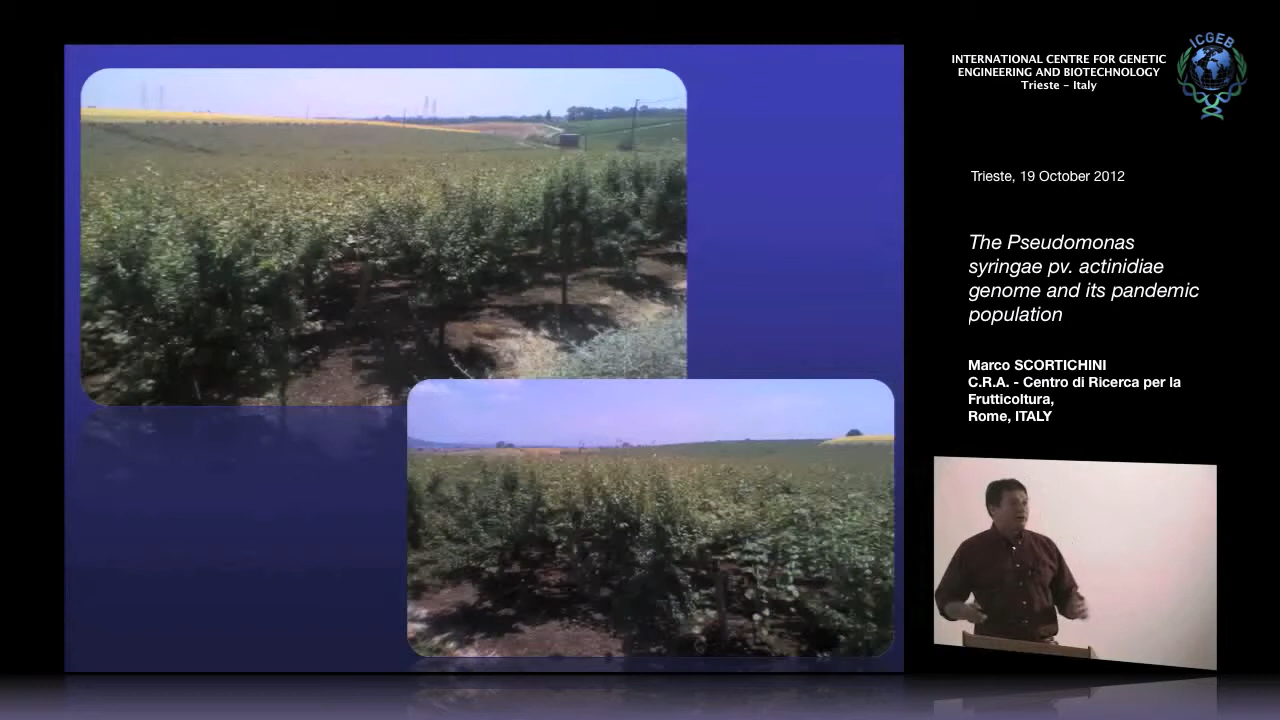 ICGEB
INTERNATIONAL CENTRE FOR GENETIC
ENGINEERING AND BIOTECHNOLOGY
Trieste - Italy
Trieste, 19 October 2012
The Pseudomonas
syringae pv. actinidiae
genome and its pandemic
population
Marco SCORTICHINI
C.R.A. - Centro di Ricerca per la
Frutticoltura,
Rome, ITALY